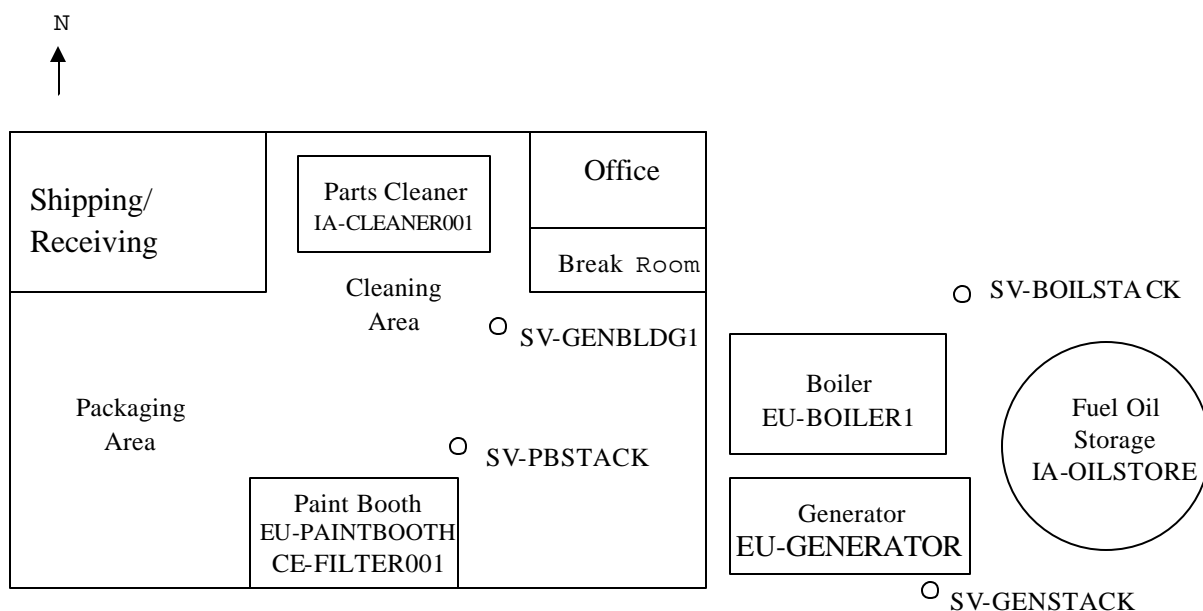 N
Shipping/
Receiving
Parts Cleaner
IA-CLEANER001
Office
Break Room
Cleaning
Area
SV-GENBLDG1
SV-BOILSTACK
Packaging
Area
SV-PBSTACK
Boiler
EU-BOILER1
Fuel Oil
Storage
IA-OILSTORE
Paint Booth
EU-PAINTBOOTH
CE-FILTER001
Generator
EU-GENERATOR
SV-GENSTACK